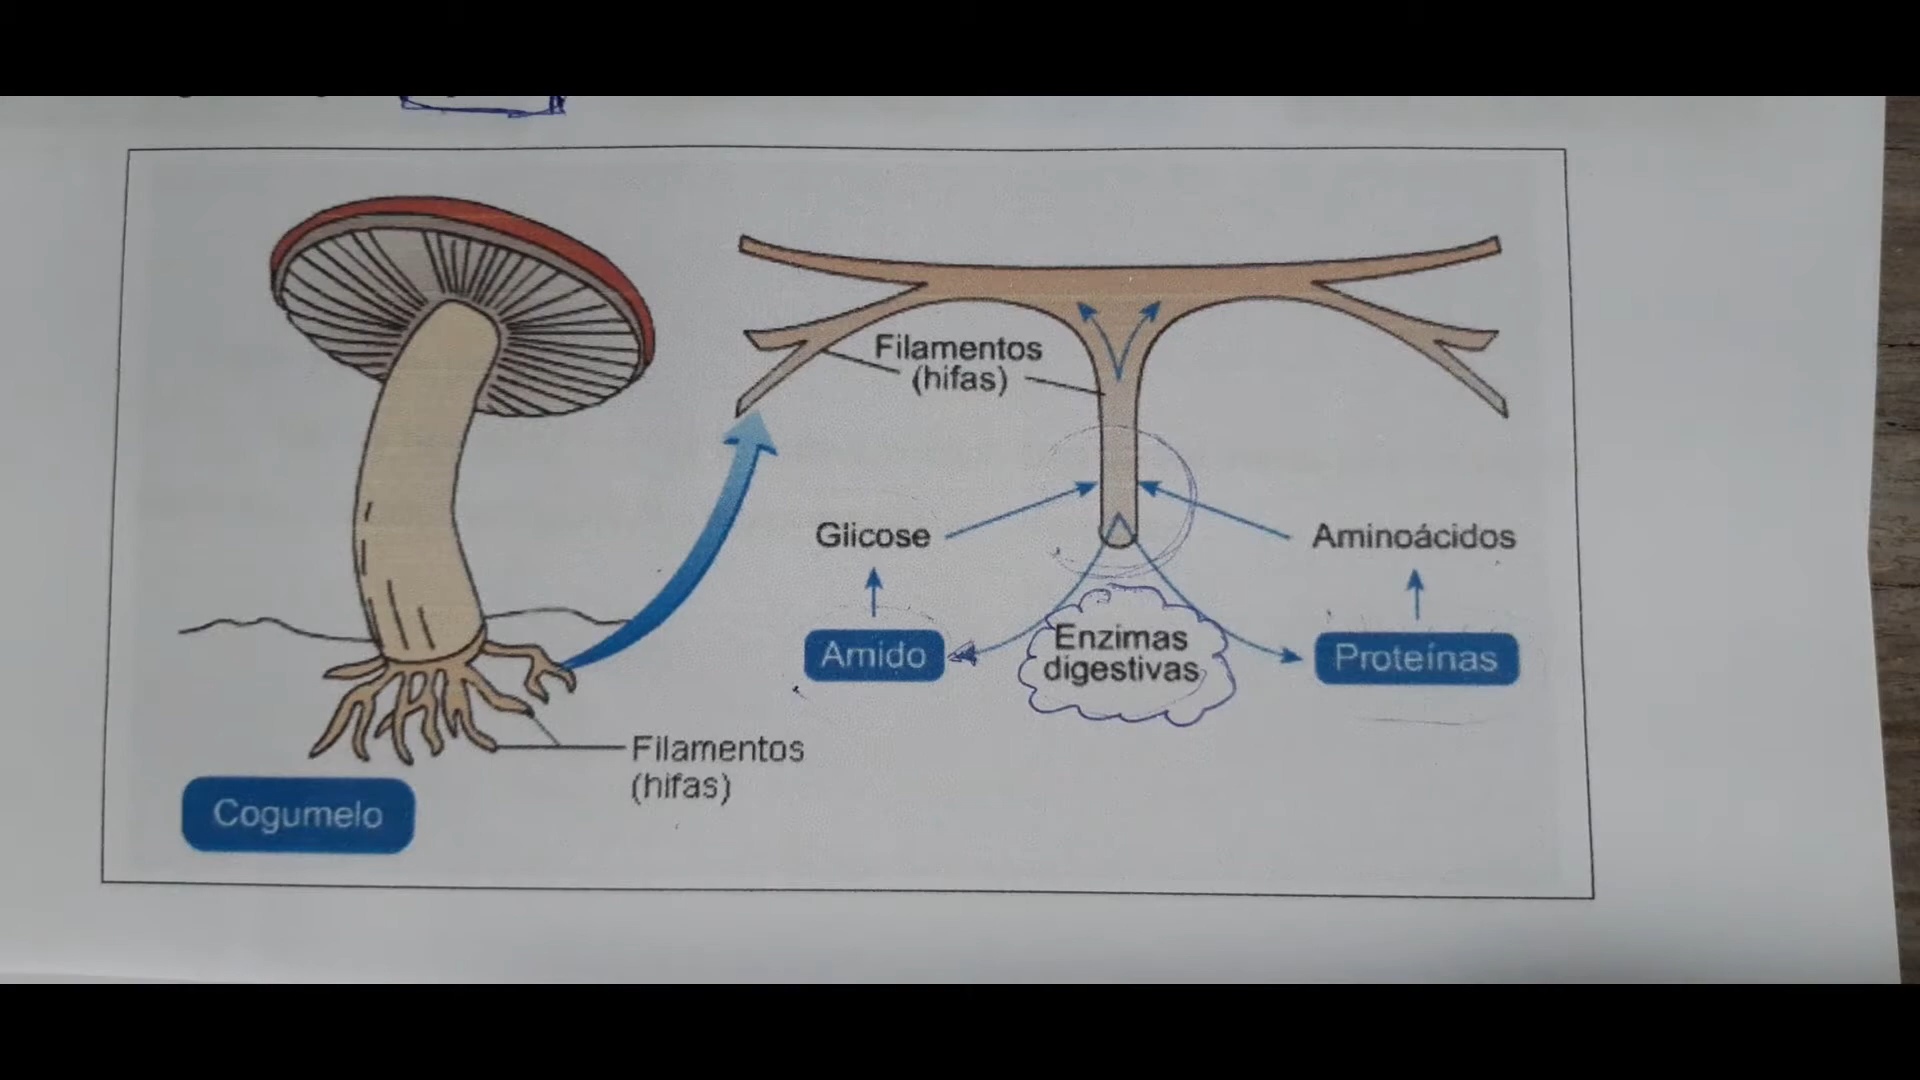 Filamentos
(hifas)
Glicose
Aminoácidos
Amido
Enzimas
digestivas
Proteínas
Filamentos
(hifas)
Cogumelo